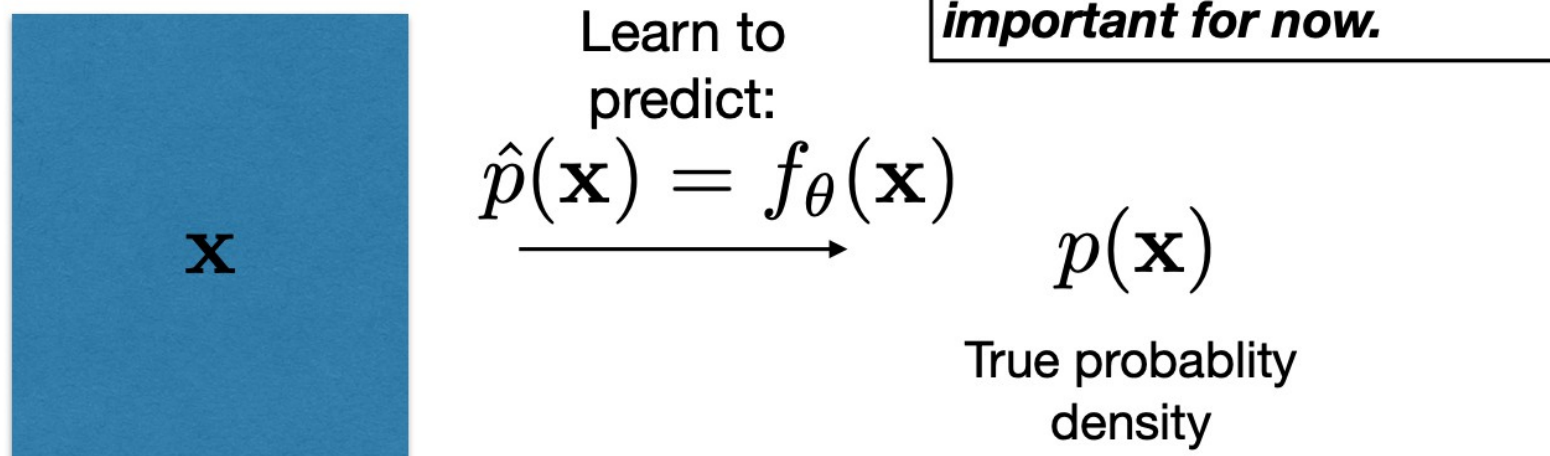 important for now.
Learn to
predict:
p̂(x) = f_θ(x)
x
p(x)
True probablity
density